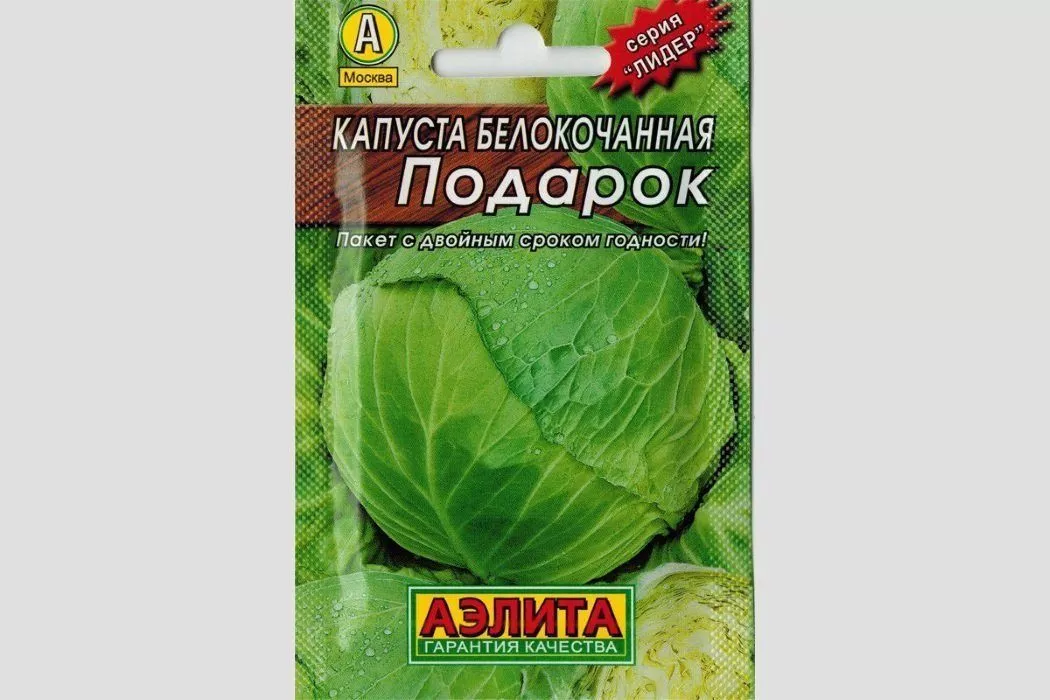 А
Москва
серия
"ЛИДЕР"
КАПУСТА БЕЛОКОЧАННАЯ
Подарок
Пакет с двойным сроком годности!
АЭЛИТА
ГАРАНТИЯ КАЧЕСТВА